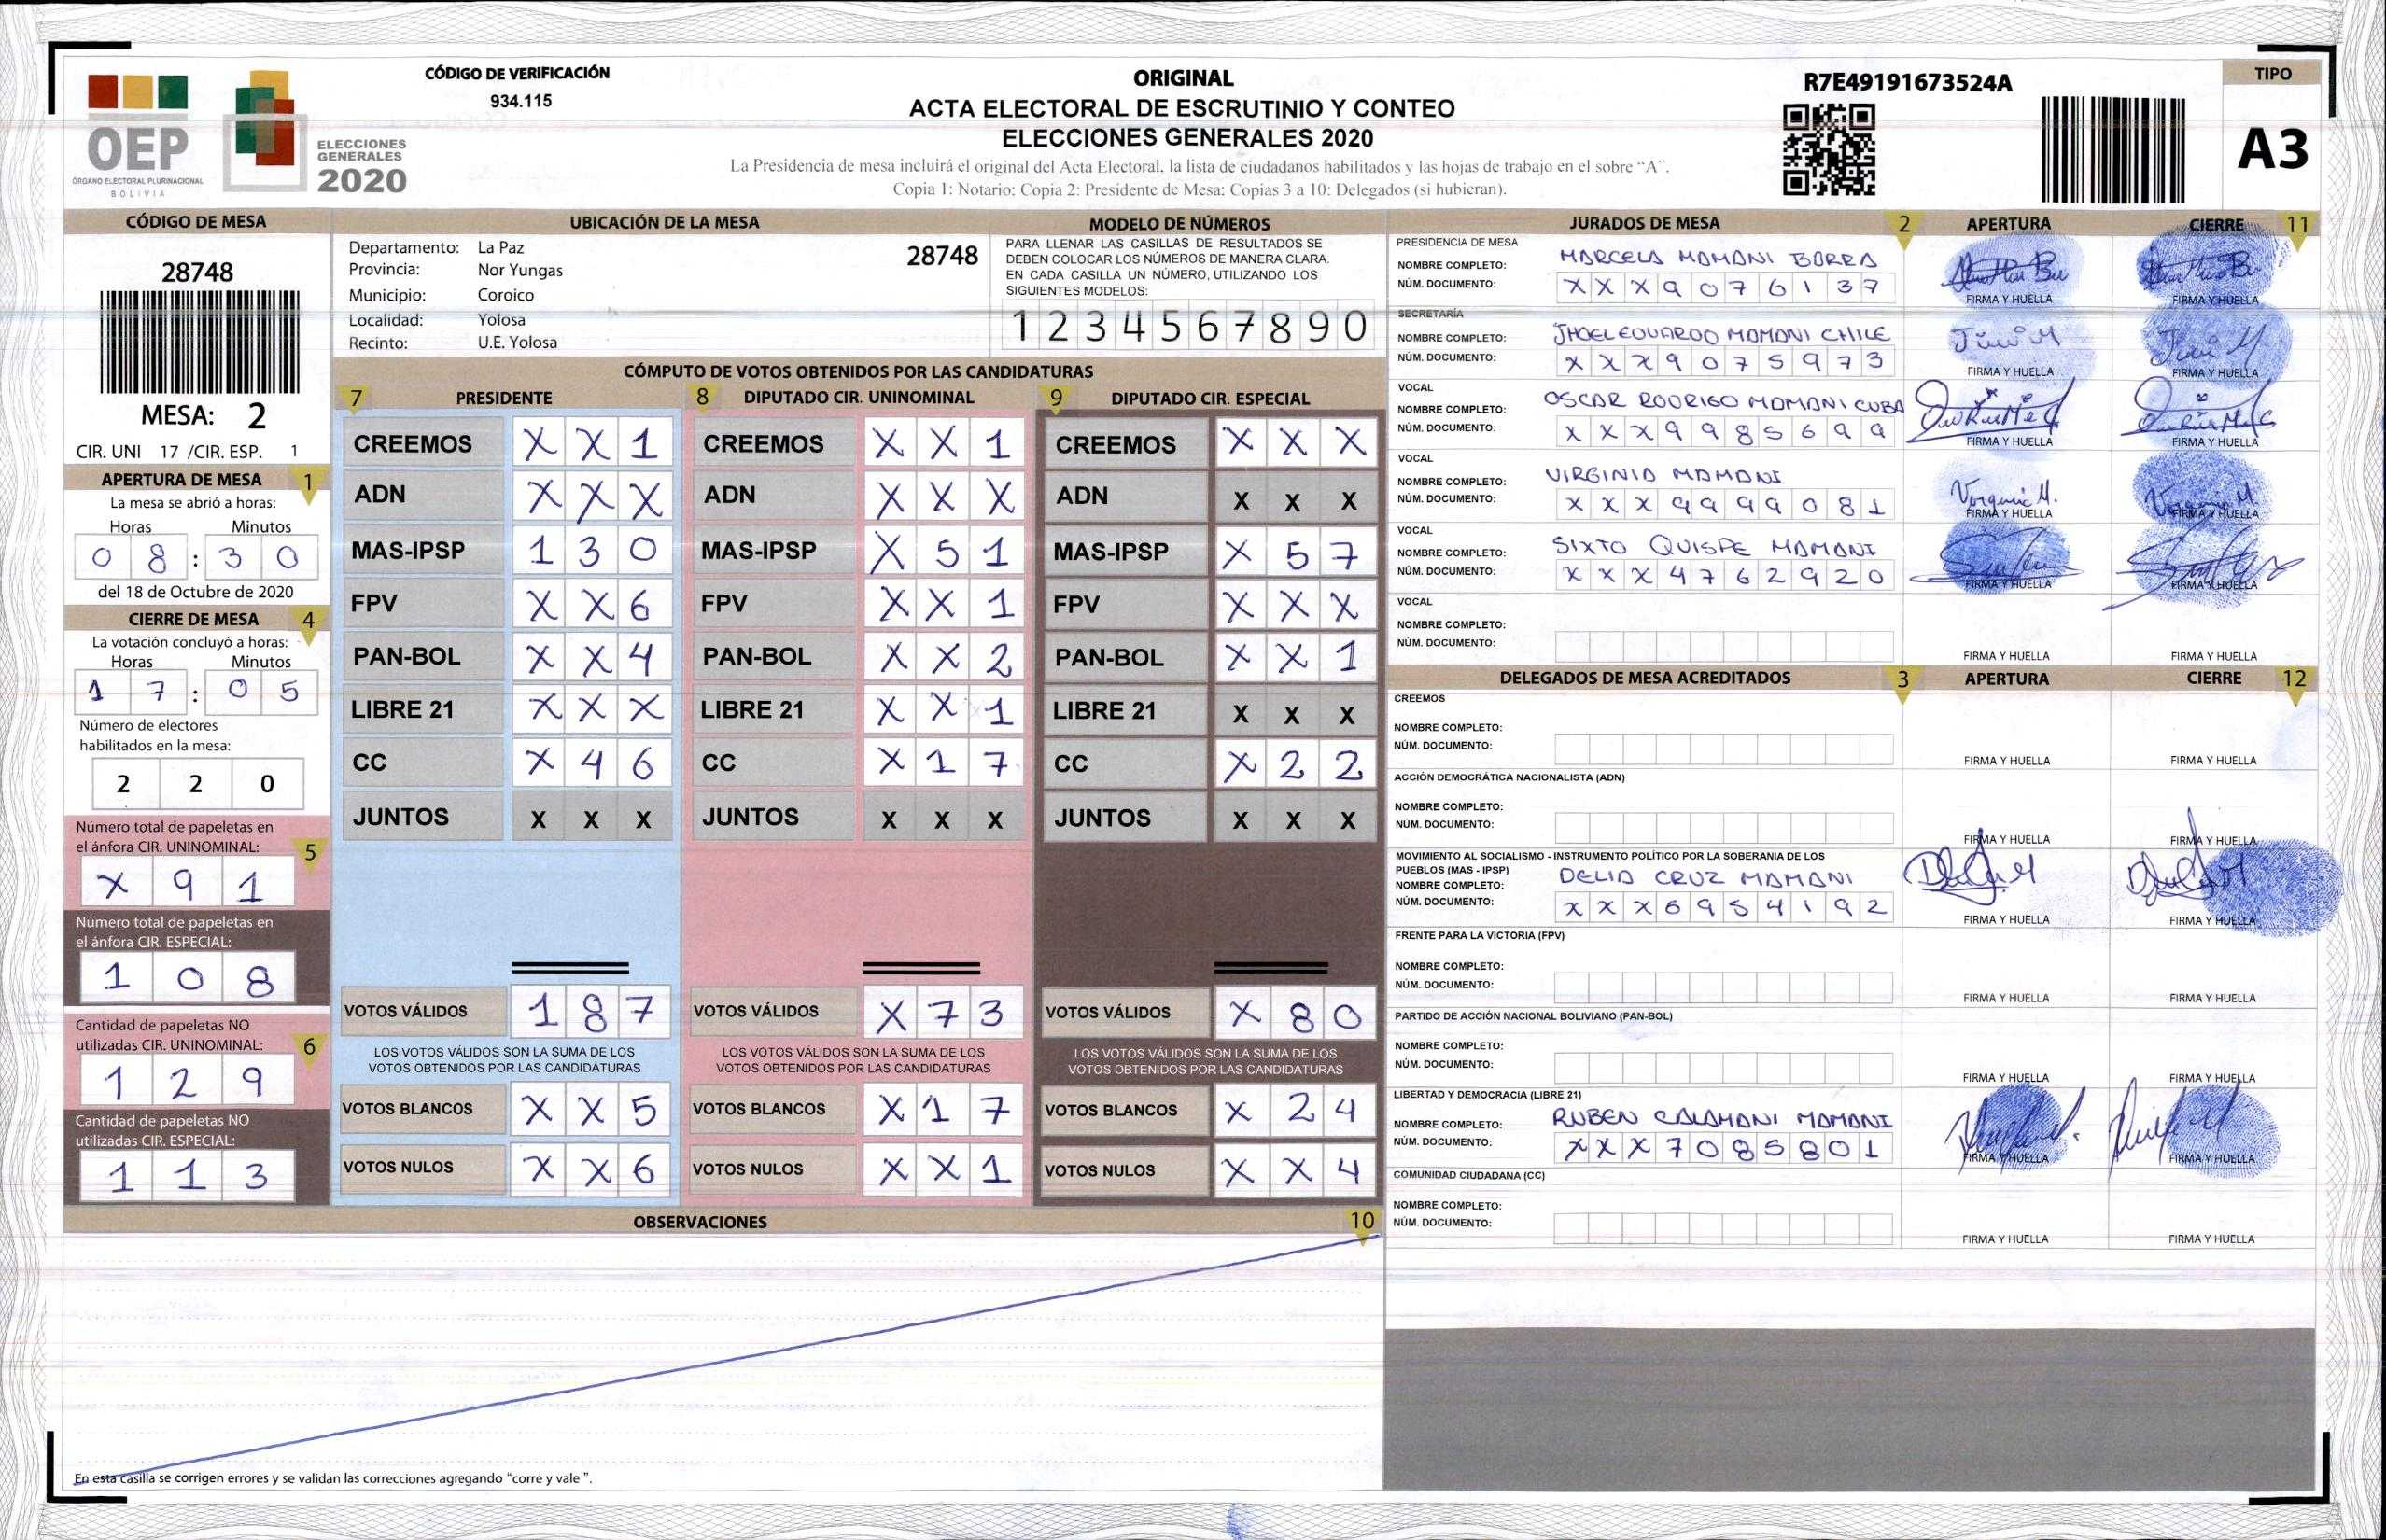 CÓDIGO DE VERIFICACIÓN
934.115
OEP
ÓRGANO ELECTORAL PLURINACIONAL
BOLIVIA
ELECCIONES
GENERALES
2020
ORIGINAL
ACTA ELECTORAL DE ESCRUTINIO Y CONTEO
ELECCIONES GENERALES 2020
La Presidencia de mesa incluirá el original del Acta Electoral, la lista de ciudadanos habilitados y las hojas de trabajo en el sobre “A”.
Copia 1: Notario; Copia 2: Presidente de Mesa; Copias 3 a 10: Delegados (si hubieran).
R7E49191673524A
TIPO
A3
CÓDIGO DE MESA
28748
MESA: 2
CIR. UNI 17 /CIR. ESP. 1
APERTURA DE MESA 1
La mesa se abrió a horas:
Horas Minutos
0 8 : 3 0
del 18 de Octubre de 2020
CIERRE DE MESA 4
La votación concluyó a horas:
Horas Minutos
1 7 : 0 5
Número de electores
habilitados en la mesa:
2 2 0
Número total de papeletas en
el ánfora CIR. UNINOMINAL: 5
X 9 1
Número total de papeletas en
el ánfora CIR. ESPECIAL:
1 0 8
Cantidad de papeletas NO
utilizadas CIR. UNINOMINAL: 6
1 2 9
Cantidad de papeletas NO
utilizadas CIR. ESPECIAL:
1 1 3
UBICACIÓN DE LA MESA
Departamento: La Paz
28748
Provincia: Nor Yungas
Municipio: Coroico
Localidad: Yolosa
Recinto: U.E. Yolosa
MODELO DE NÚMEROS
PARA LLENAR LAS CASILLAS DE RESULTADOS SE
DEBEN COLOCAR LOS NÚMEROS DE MANERA CLARA.
EN CADA CASILLA UN NÚMERO, UTILIZANDO LOS
SIGUIENTES MODELOS:
1 2 3 4 5 6 7 8 9 0
CÓMPUTO DE VOTOS OBTENIDOS POR LAS CANDIDATURAS
7 PRESIDENTE
CREEMOS X X 1
ADN X X X
MAS-IPSP 1 3 0
FPV X X 6
PAN-BOL X X 4
LIBRE 21 X X X
CC X 4 6
JUNTOS X X X
VOTOS VÁLIDOS 1 8 7
LOS VOTOS VÁLIDOS SON LA SUMA DE LOS
VOTOS OBTENIDOS POR LAS CANDIDATURAS
VOTOS BLANCOS X X 5
VOTOS NULOS X X 6
8 DIPUTADO CIR. UNINOMINAL
CREEMOS X X 1
ADN X X X
MAS-IPSP X 5 1
FPV X X 1
PAN-BOL X X 2
LIBRE 21 X X 1
CC X 1 7
JUNTOS X X X
VOTOS VÁLIDOS X 7 3
LOS VOTOS VÁLIDOS SON LA SUMA DE LOS
VOTOS OBTENIDOS POR LAS CANDIDATURAS
VOTOS BLANCOS X 1 7
VOTOS NULOS X X 1
9 DIPUTADO CIR. ESPECIAL
CREEMOS X X X
ADN X X X
MAS-IPSP X 5 7
FPV X X X
PAN-BOL X X 1
LIBRE 21 X X X
CC X 2 2
JUNTOS X X X
VOTOS VÁLIDOS X 8 0
LOS VOTOS VÁLIDOS SON LA SUMA DE LOS
VOTOS OBTENIDOS POR LAS CANDIDATURAS
VOTOS BLANCOS X 2 4
VOTOS NULOS X X 4
OBSERVACIONES 10
En esta casilla se corrigen errores y se validan las correcciones agregando “corre y vale”.
JURADOS DE MESA 2 APERTURA CIERRE 11
PRESIDENCIA DE MESA
NOMBRE COMPLETO: MARCELA MAMANI BORRA
NÚM. DOCUMENTO: X X X 9 0 7 6 1 3 7
FIRMA Y HUELLA FIRMA Y HUELLA
SECRETARÍA
NOMBRE COMPLETO: JHOEL EDUARDO MAMANI CHILE
NÚM. DOCUMENTO: X X X 9 0 7 5 9 7 3
FIRMA Y HUELLA FIRMA Y HUELLA
VOCAL
NOMBRE COMPLETO: OSCAR RODRIGO MAMANI CUBA
NÚM. DOCUMENTO: X X X 9 9 8 5 6 9 9
FIRMA Y HUELLA FIRMA Y HUELLA
VOCAL
NOMBRE COMPLETO: VIRGINIA MAMANI
NÚM. DOCUMENTO: X X X 9 9 9 9 0 8 1
Virginia M.
FIRMA Y HUELLA FIRMA Y HUELLA
VOCAL
NOMBRE COMPLETO: SIXTO QUISPE MAMANI
NÚM. DOCUMENTO: X X X 4 7 6 2 9 2 0
FIRMA Y HUELLA FIRMA Y HUELLA
VOCAL
NOMBRE COMPLETO:
NÚM. DOCUMENTO:
FIRMA Y HUELLA FIRMA Y HUELLA
DELEGADOS DE MESA ACREDITADOS 3 APERTURA CIERRE 12
CREEMOS
NOMBRE COMPLETO:
NÚM. DOCUMENTO:
FIRMA Y HUELLA FIRMA Y HUELLA
ACCIÓN DEMOCRÁTICA NACIONALISTA (ADN)
NOMBRE COMPLETO:
NÚM. DOCUMENTO:
FIRMA Y HUELLA FIRMA Y HUELLA
MOVIMIENTO AL SOCIALISMO - INSTRUMENTO POLÍTICO POR LA SOBERANIA DE LOS
PUEBLOS (MAS - IPSP)
NOMBRE COMPLETO: DELIA CRUZ MAMANI
NÚM. DOCUMENTO: X X X 6 9 5 4 1 9 2
FIRMA Y HUELLA FIRMA Y HUELLA
FRENTE PARA LA VICTORIA (FPV)
NOMBRE COMPLETO:
NÚM. DOCUMENTO:
FIRMA Y HUELLA FIRMA Y HUELLA
PARTIDO DE ACCIÓN NACIONAL BOLIVIANO (PAN-BOL)
NOMBRE COMPLETO:
NÚM. DOCUMENTO:
FIRMA Y HUELLA FIRMA Y HUELLA
LIBERTAD Y DEMOCRACIA (LIBRE 21)
NOMBRE COMPLETO: RUBEN CALAMANI MAMANI
NÚM. DOCUMENTO: X X X 7 0 8 5 8 0 1
FIRMA Y HUELLA FIRMA Y HUELLA
COMUNIDAD CIUDADANA (CC)
NOMBRE COMPLETO:
NÚM. DOCUMENTO:
FIRMA Y HUELLA FIRMA Y HUELLA